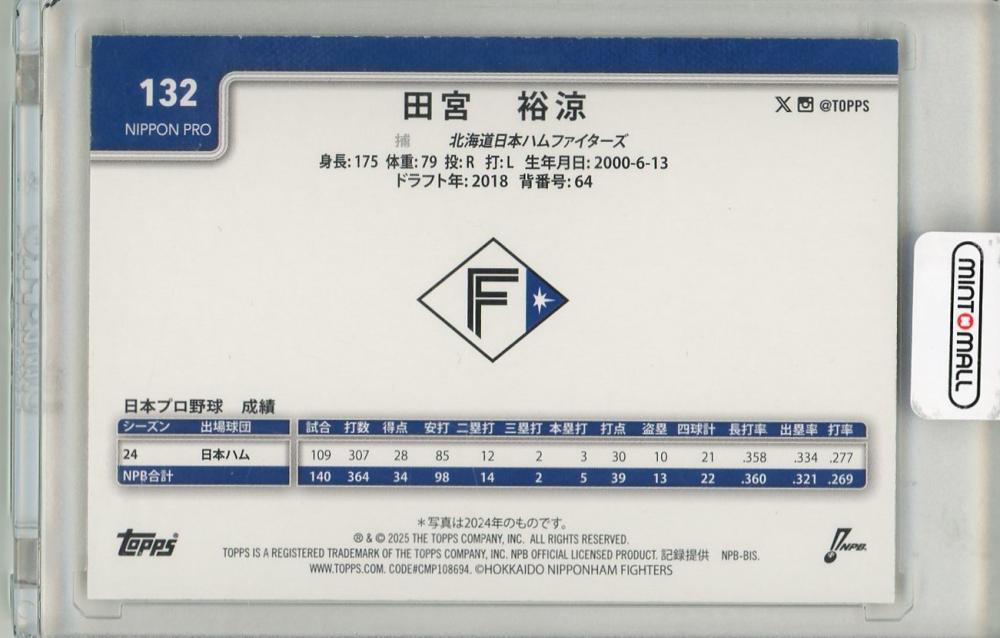 132
NIPPON PRO
田宮 裕涼
@TOPPS
捕 北海道日本ハムファイターズ
身長:175 体重:79 投:R 打:L 生年月日:2000-6-13
ドラフト年:2018 背番号:64
F
MINT MALL
日本プロ野球 成績
シーズン 出場球団 試合 打数 得点 安打 二塁打 三塁打 本塁打 打点 盗塁 四球計 長打率 出塁率 打率
24 日本ハム 109 307 28 85 12 2 3 30 10 21 .358 .334 .277
NPB合計 140 364 34 98 14 2 5 39 13 22 .360 .321 .269
*写真は2024年のものです。
® & © 2025 THE TOPPS COMPANY, INC. ALL RIGHTS RESERVED.
TOPPS IS A REGISTERED TRADEMARK OF THE TOPPS COMPANY, INC. NPB OFFICIAL LICENSED PRODUCT. 記録提供 NPB-BIS.
WWW.TOPPS.COM. CODE#CMP108694. ©HOKKAIDO NIPPONHAM FIGHTERS
topps
NPB